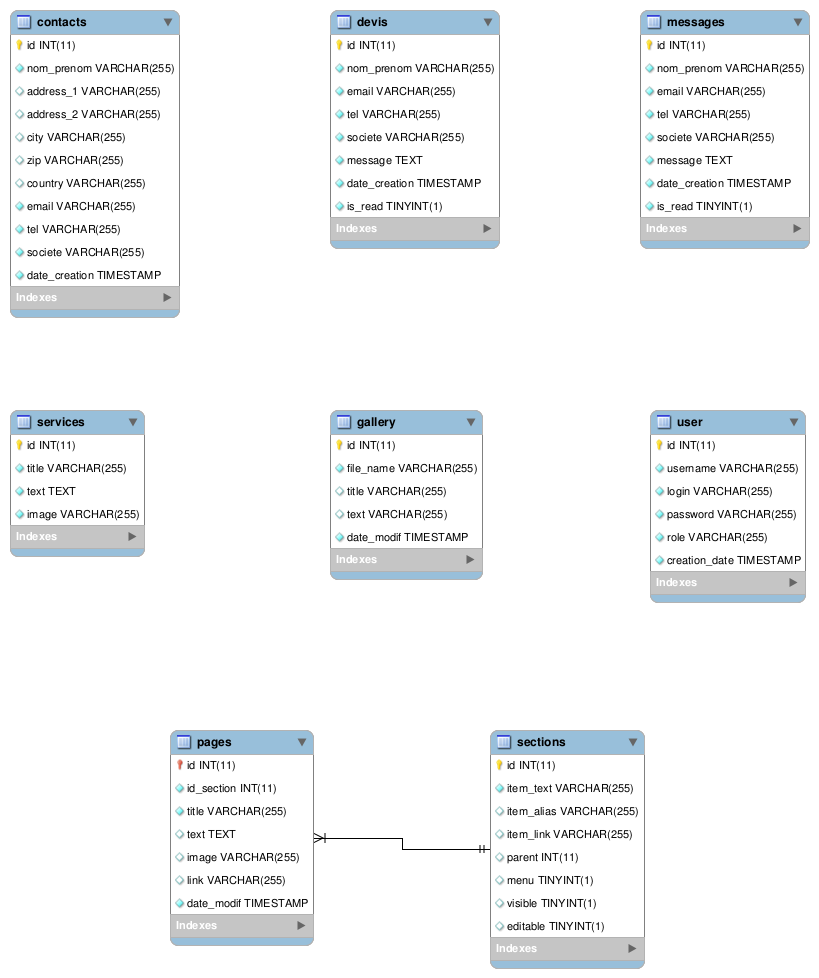 contacts
id INT(11)
nom_prenom VARCHAR(255)
address_1 VARCHAR(255)
address_2 VARCHAR(255)
city VARCHAR(255)
zip VARCHAR(255)
country VARCHAR(255)
email VARCHAR(255)
tel VARCHAR(255)
societe VARCHAR(255)
date_creation TIMESTAMP
Indexes
devis
id INT(11)
nom_prenom VARCHAR(255)
email VARCHAR(255)
tel VARCHAR(255)
societe VARCHAR(255)
message TEXT
date_creation TIMESTAMP
is_read TINYINT(1)
Indexes
messages
id INT(11)
nom_prenom VARCHAR(255)
email VARCHAR(255)
tel VARCHAR(255)
societe VARCHAR(255)
message TEXT
date_creation TIMESTAMP
is_read TINYINT(1)
Indexes
services
id INT(11)
title VARCHAR(255)
text TEXT
image VARCHAR(255)
Indexes
gallery
id INT(11)
file_name VARCHAR(255)
title VARCHAR(255)
text VARCHAR(255)
date_modif TIMESTAMP
Indexes
user
id INT(11)
username VARCHAR(255)
login VARCHAR(255)
password VARCHAR(255)
role VARCHAR(255)
creation_date TIMESTAMP
Indexes
pages
id INT(11)
id_section INT(11)
title VARCHAR(255)
text TEXT
image VARCHAR(255)
link VARCHAR(255)
date_modif TIMESTAMP
Indexes
sections
id INT(11)
item_text VARCHAR(255)
item_alias VARCHAR(255)
item_link VARCHAR(255)
parent INT(11)
menu TINYINT(1)
visible TINYINT(1)
editable TINYINT(1)
Indexes